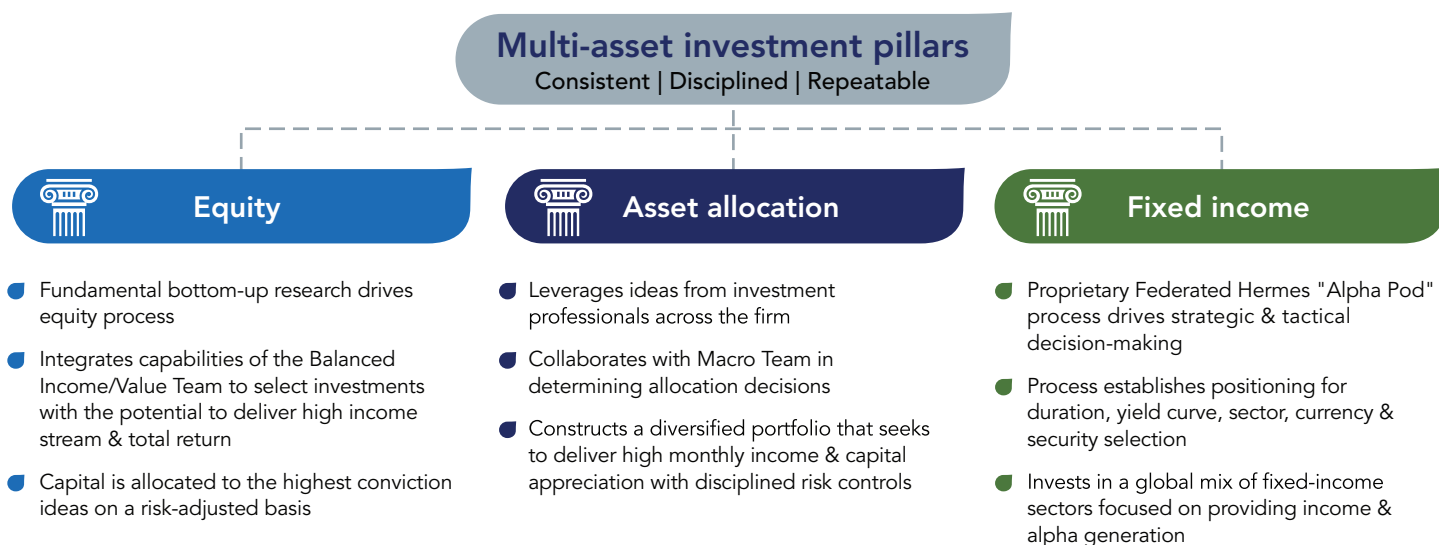 Multi-asset investment pillars
Consistent | Disciplined | Repeatable
Equity
Fundamental bottom-up research drives
equity process
Integrates capabilities of the Balanced
Income/Value Team to select investments
with the potential to deliver high income
stream & total return
Capital is allocated to the highest conviction
ideas on a risk-adjusted basis
Asset allocation
Leverages ideas from investment
professionals across the firm
Collaborates with Macro Team in
determining allocation decisions
Constructs a diversified portfolio that seeks
to deliver high monthly income & capital
appreciation with disciplined risk controls
Fixed income
Proprietary Federated Hermes "Alpha Pod"
process drives strategic & tactical
decision-making
Process establishes positioning for
duration, yield curve, sector, currency &
security selection
Invests in a global mix of fixed-income
sectors focused on providing income &
alpha generation